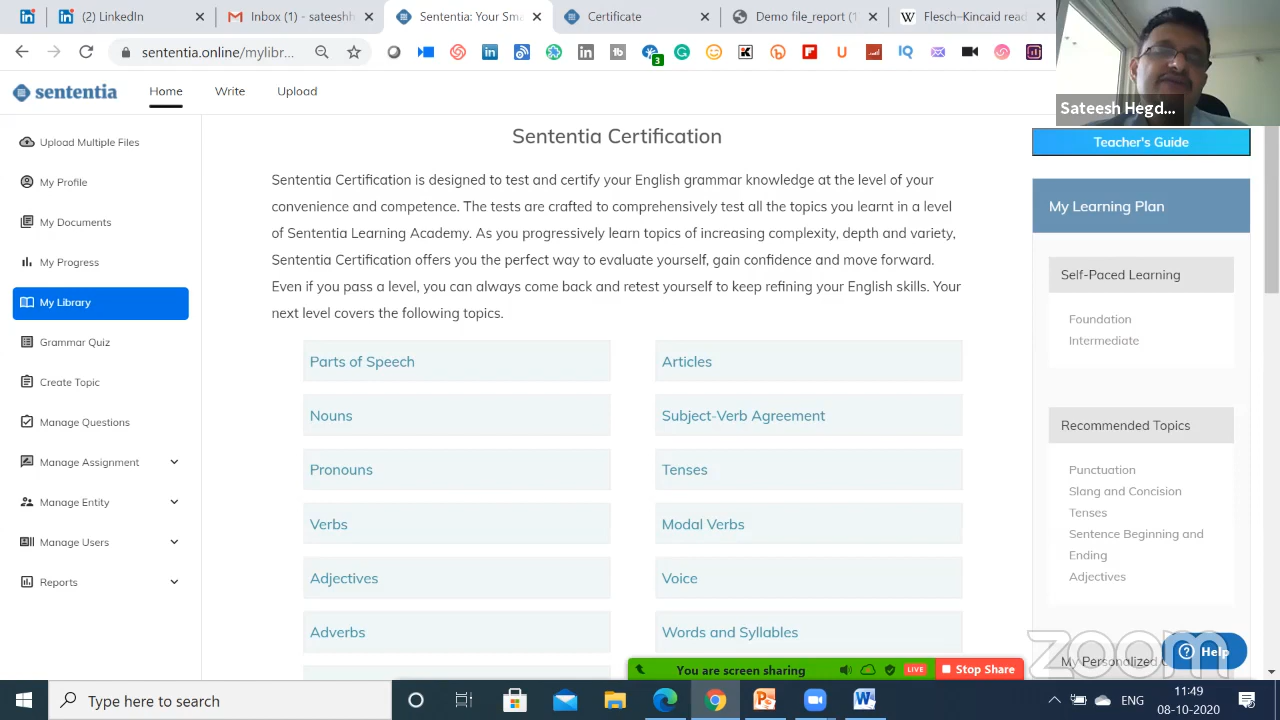 (2) LinkedIn
(2) LinkedIn
Inbox (1) - sateeshh
Sententia: Your Sma
Certificate
Demo file_report (1
Flesch–Kincaid read
sententia.online/mylibr...
3
sententia
Home
Write
Upload
Sateesh Hegd...
Upload Multiple Files
My Profile
My Documents
My Progress
My Library
Grammar Quiz
Create Topic
Manage Questions
Manage Assignment
Manage Entity
Manage Users
Reports
Sententia Certification
Sententia Certification is designed to test and certify your English grammar knowledge at the level of your
convenience and competence. The tests are crafted to comprehensively test all the topics you learnt in a level
of Sententia Learning Academy. As you progressively learn topics of increasing complexity, depth and variety,
Sententia Certification offers you the perfect way to evaluate yourself, gain confidence and move forward.
Even if you pass a level, you can always come back and retest yourself to keep refining your English skills. Your
next level covers the following topics.
Parts of Speech
Articles
Nouns
Subject-Verb Agreement
Pronouns
Tenses
Verbs
Modal Verbs
Adjectives
Voice
Adverbs
Words and Syllables
Teacher's Guide
My Learning Plan
Self-Paced Learning
Foundation
Intermediate
Recommended Topics
Punctuation
Slang and Concision
Tenses
Sentence Beginning and
Ending
Adjectives
My Personalized
zoom
Help
You are screen sharing
LIVE
Stop Share
Type here to search
ENG
11:49
08-10-2020